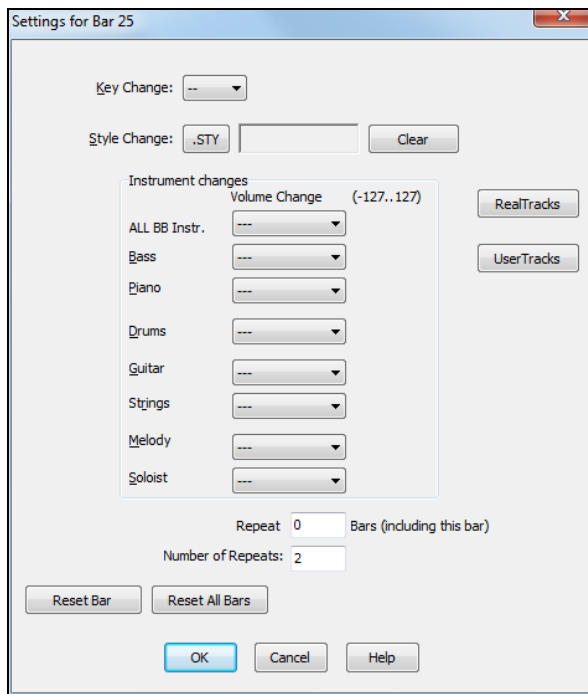 Settings for Bar 25
x
Key Change: --
Style Change: .STY Clear
Instrument changes
Volume Change (-127..127)
RealTracks
ALL BB Instr. ---
Bass ---
UserTracks
Piano ---
Drums ---
Guitar ---
Strings ---
Melody ---
Soloist ---
Repeat 0 Bars (including this bar)
Number of Repeats: 2
Reset Bar Reset All Bars
OK Cancel Help